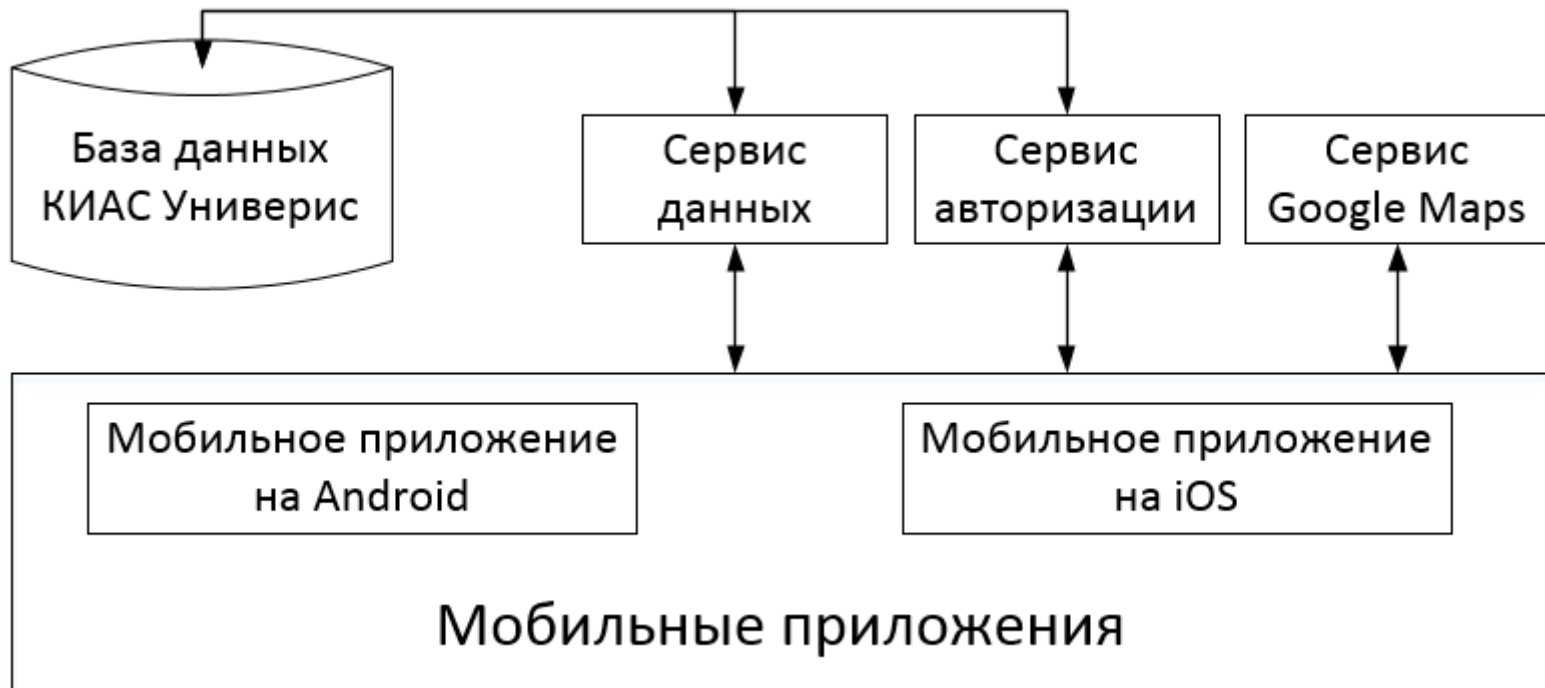 База данных
КИАС Универис
Сервис
данных
Сервис
авторизации
Сервис
Google Maps
Мобильное приложение
на Android
Мобильное приложение
на iOS
Мобильные приложения